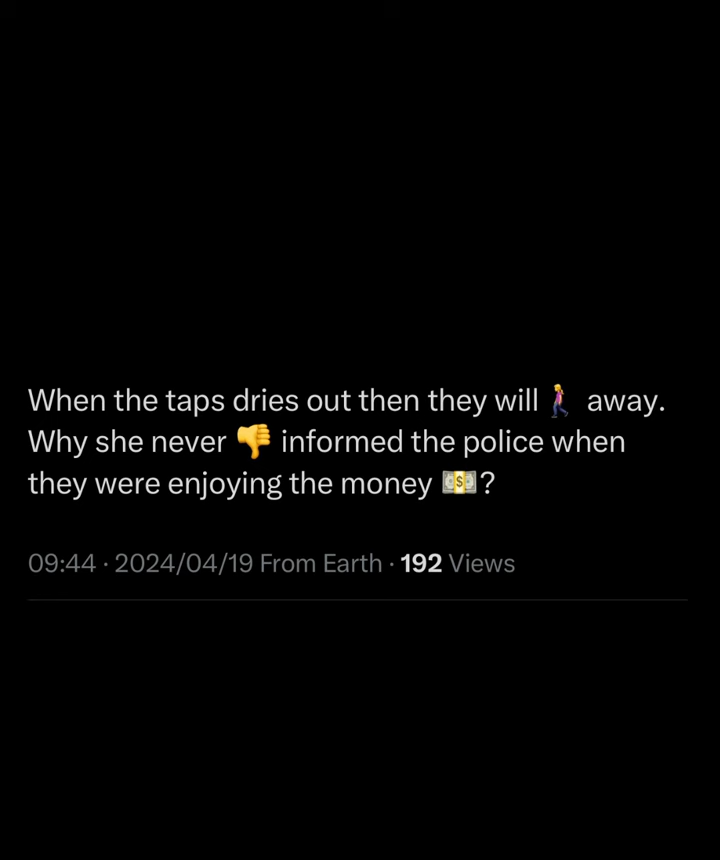 When the taps dries out then they will 🚶‍♀️ away.
Why she never 👎 informed the police when
they were enjoying the money 💵?
09:44 · 2024/04/19 From Earth · 192 Views